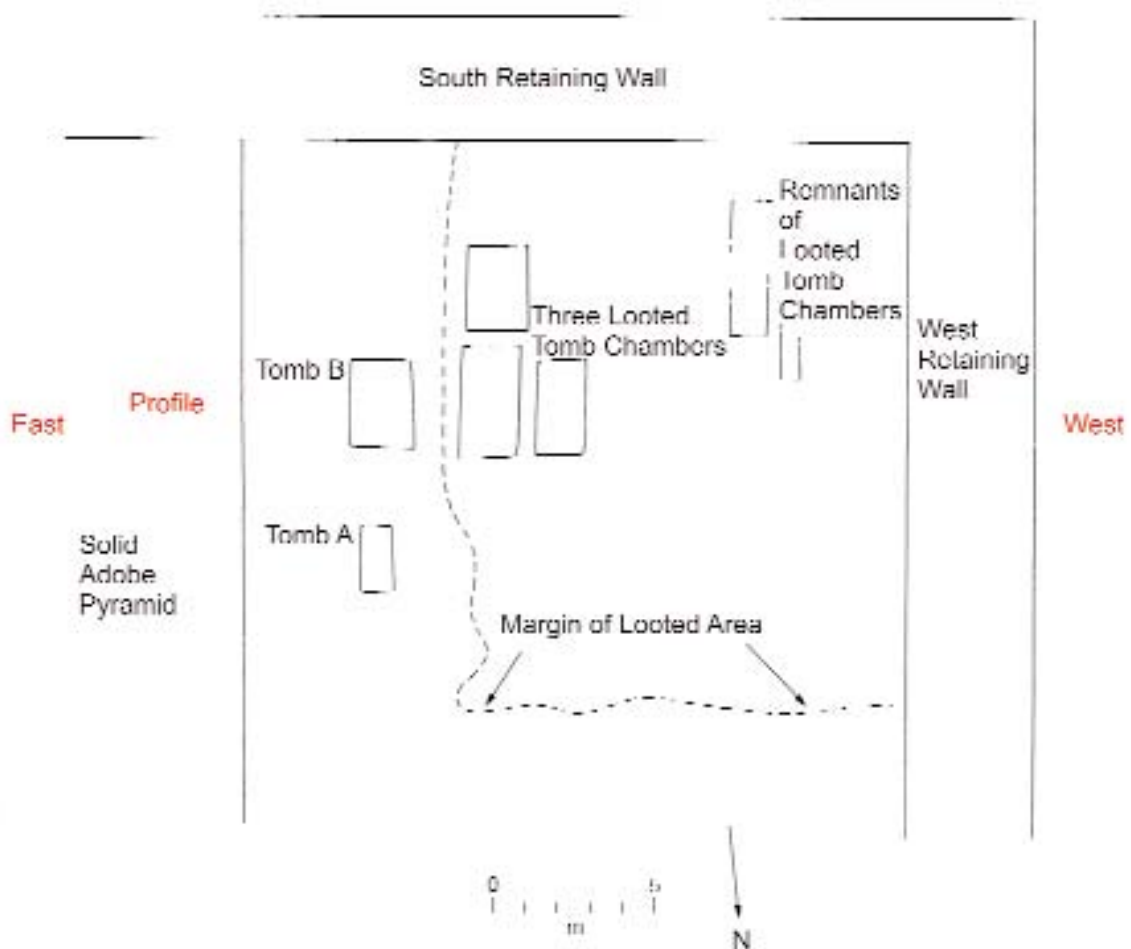 South Retaining Wall
Remnants
of
Looted
Tomb
Chambers
Three Looted
Tomb Chambers
West
Retaining
Wall
Tomb B
Profile
Fast
West
Tomb A
Solid
Adobe
Pyramid
Margin of Looted Area
0 5
m
N